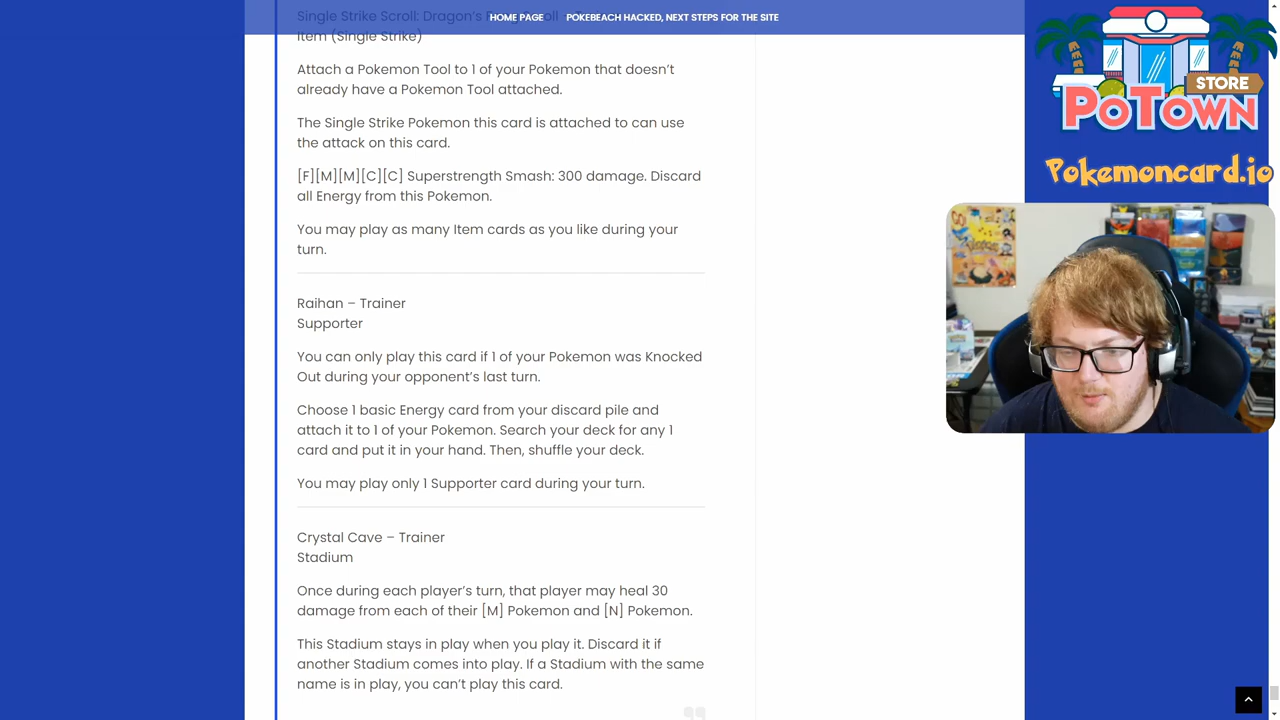 HOME PAGE
POKEBEACH HACKED, NEXT STEPS FOR THE SITE
Single Strike Scroll: Dragon's
Item (Single Strike)
Attach a Pokemon Tool to 1 of your Pokemon that doesn't
already have a Pokemon Tool attached.
The Single Strike Pokemon this card is attached to can use
the attack on this card.
[F][M][M][C][C] Superstrength Smash: 300 damage. Discard
all Energy from this Pokemon.
You may play as many Item cards as you like during your
turn.
Raihan – Trainer
Supporter
You can only play this card if 1 of your Pokemon was Knocked
Out during your opponent's last turn.
Choose 1 basic Energy card from your discard pile and
attach it to 1 of your Pokemon. Search your deck for any 1
card and put it in your hand. Then, shuffle your deck.
You may play only 1 Supporter card during your turn.
Crystal Cave – Trainer
Stadium
Once during each player's turn, that player may heal 30
damage from each of their [M] Pokemon and [N] Pokemon.
This Stadium stays in play when you play it. Discard it if
another Stadium comes into play. If a Stadium with the same
name is in play, you can't play this card.
STORE
POTOWN
Pokemoncard.io